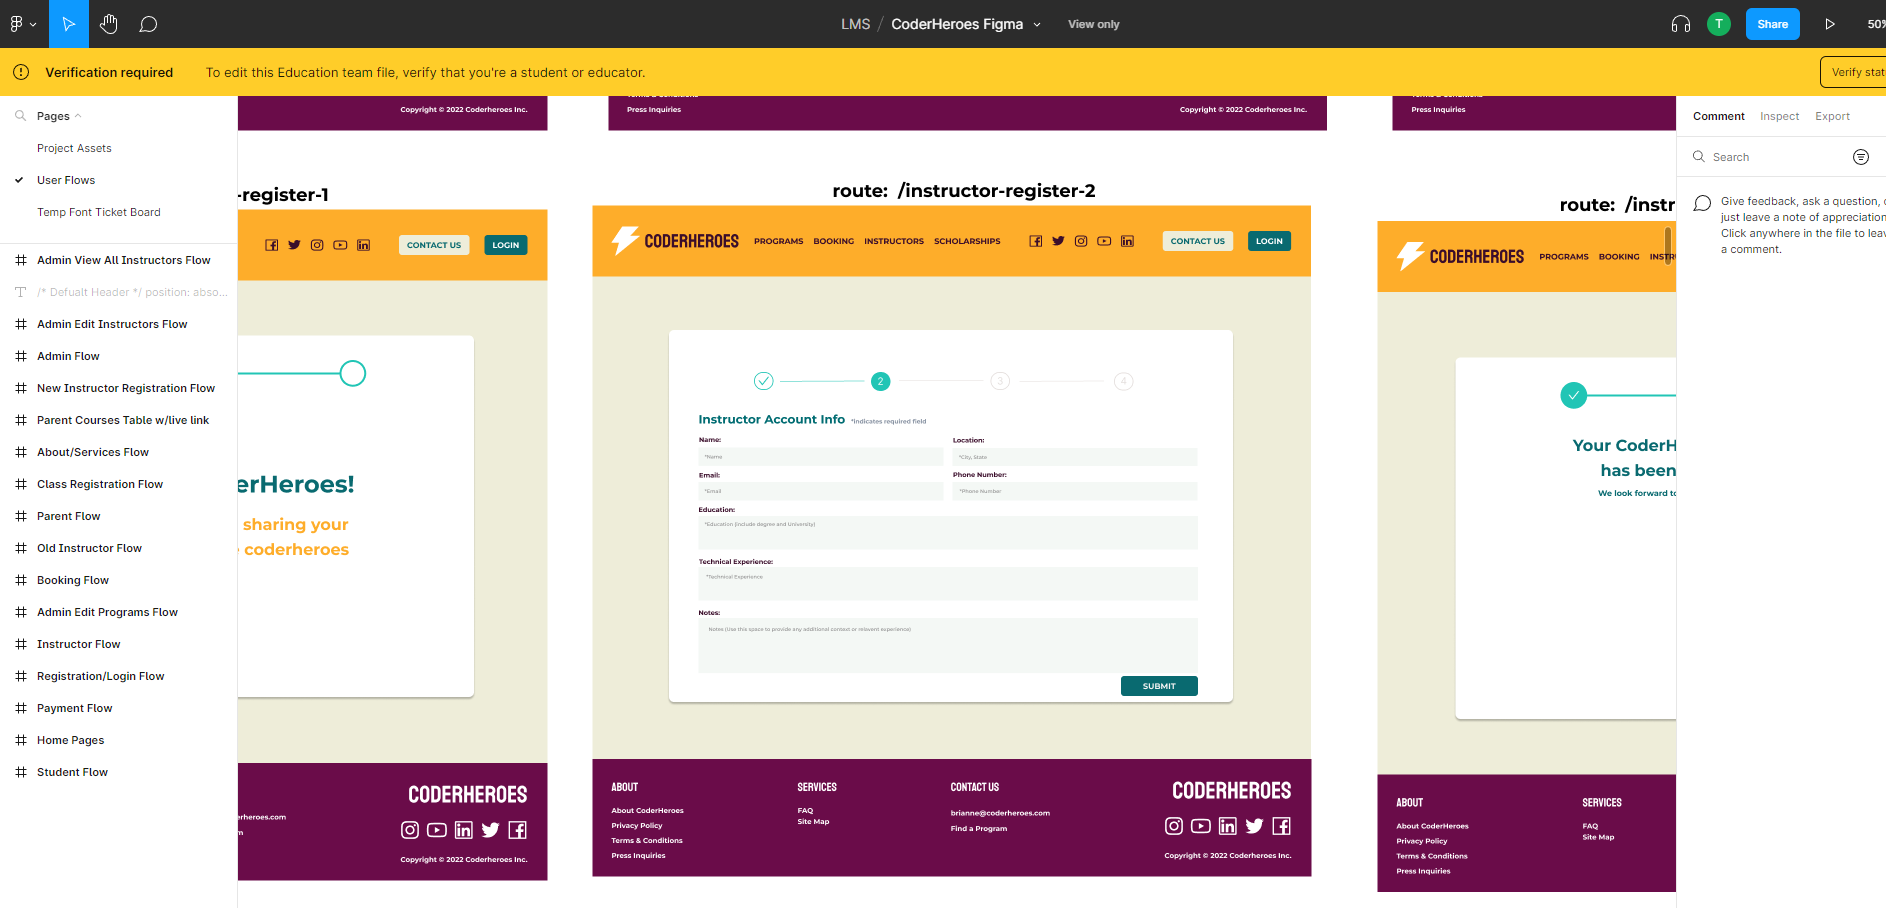 LMS / CoderHeroes Figma
View only
T
Share
50%
Verification required
To edit this Education team file, verify that you're a student or educator.
Verify stat
Pages
Project Assets
User Flows
Temp Font Ticket Board
Admin View All Instructors Flow
/* Defualt Header */ position: abso...
Admin Edit Instructors Flow
Admin Flow
New Instructor Registration Flow
Parent Courses Table w/live link
About/Services Flow
Class Registration Flow
Parent Flow
Old Instructor Flow
Booking Flow
Admin Edit Programs Flow
Instructor Flow
Registration/Login Flow
Payment Flow
Home Pages
Student Flow
Copyright © 2022 Coderheroes Inc.
-register-1
CONTACT US
LOGIN
erHeroes!
sharing your
coderheroes
rheroes.com
m
CODERHEROES
Copyright © 2022 Coderheroes Inc.
Press Inquiries
Copyright © 2022 Coderheroes Inc.
route: /instructor-register-2
CODERHEROES
PROGRAMS BOOKING INSTRUCTORS SCHOLARSHIPS
CONTACT US
LOGIN
2
3
4
Instructor Account Info *Indicates required field
Name:
*Name
Location:
*City, State
Email:
*Email
Phone Number:
*Phone Number
Education:
*Education (include degree and University)
Technical Experience:
*Technical Experience
Notes:
Notes (Use this space to provide any additional context or relevent experience)
SUBMIT
ABOUT
About CoderHeroes
Privacy Policy
Terms & Conditions
Press Inquiries
SERVICES
FAQ
Site Map
CONTACT US
brianne@coderheroes.com
Find a Program
CODERHEROES
Copyright © 2022 Coderheroes Inc.
Press Inquiries
route: /instr
CODERHEROES
PROGRAMS BOOKING INSTRU
Your CoderH
has been
We look forward to
ABOUT
About CoderHeroes
Privacy Policy
Terms & Conditions
Press Inquiries
SERVICES
FAQ
Site Map
Comment
Inspect
Export
Search
Give feedback, ask a question, o
just leave a note of appreciation
Click anywhere in the file to leav
a comment.